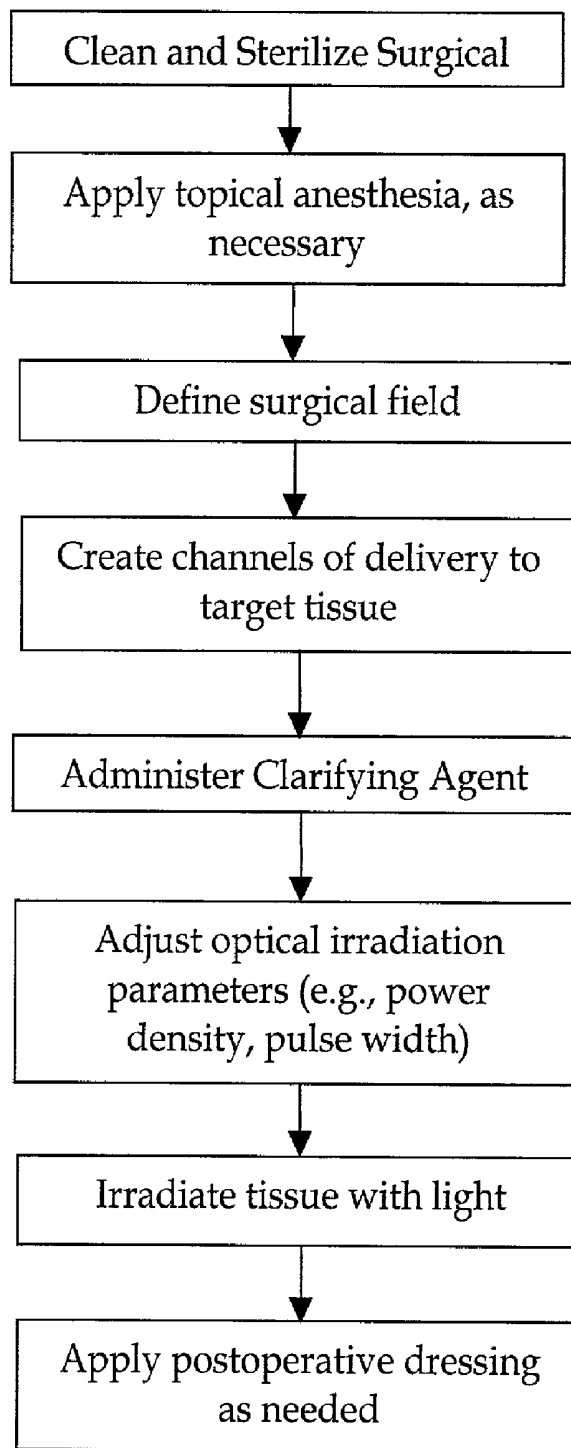 Clean and Sterilize Surgical
Apply topical anesthesia, as
necessary
Define surgical field
Create channels of delivery to
target tissue
Administer Clarifying Agent
Adjust optical irradiation
parameters (e.g., power
density, pulse width)
Irradiate tissue with light
Apply postoperative dressing
as needed